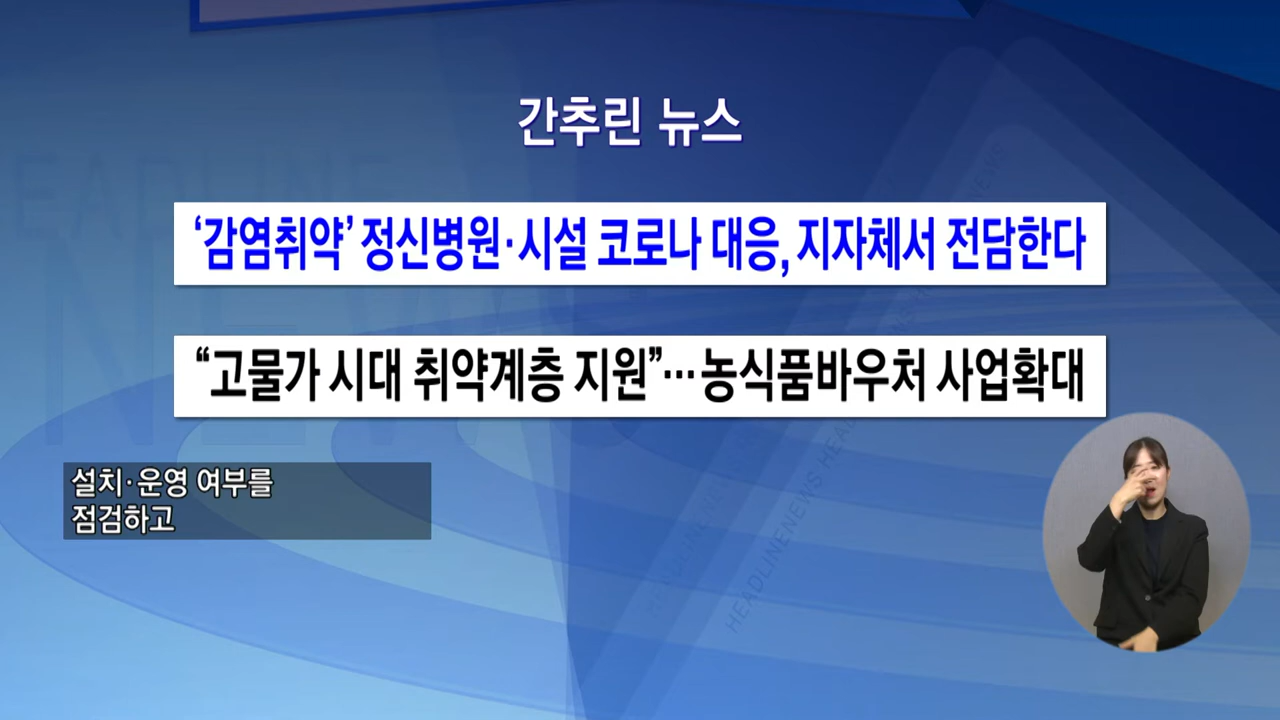 간추린 뉴스
‘감염취약’ 정신병원·시설 코로나 대응, 지자체서 전담한다
“고물가 시대 취약계층 지원”…농식품바우처 사업확대
설치·운영 여부를
점검하고
HEADLINENEWS HEADLINENEWS